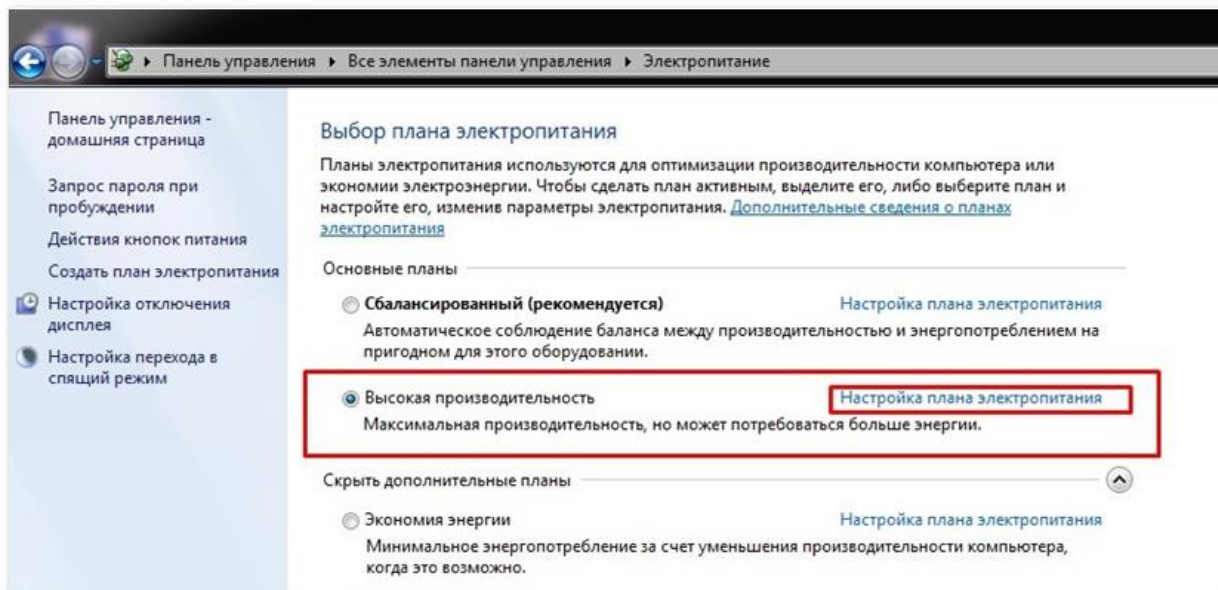 Панель управления ▸ Все элементы панели управления ▸ Электропитание
Панель управления -
домашняя страница
Запрос пароля при
пробуждении
Действия кнопок питания
Создать план электропитания
Настройка отключения
дисплея
Настройка перехода в
спящий режим
Выбор плана электропитания
Планы электропитания используются для оптимизации производительности компьютера или
экономии электроэнергии. Чтобы сделать план активным, выделите его, либо выберите план и
настройте его, изменив параметры электропитания. Дополнительные сведения о планах
электропитания
Основные планы
Сбалансированный (рекомендуется) Настройка плана электропитания
Автоматическое соблюдение баланса между производительностью и энергопотреблением на
пригодном для этого оборудовании.
Высокая производительность Настройка плана электропитания
Максимальная производительность, но может потребоваться больше энергии.
Скрыть дополнительные планы
Экономия энергии Настройка плана электропитания
Минимальное энергопотребление за счет уменьшения производительности компьютера,
когда это возможно.